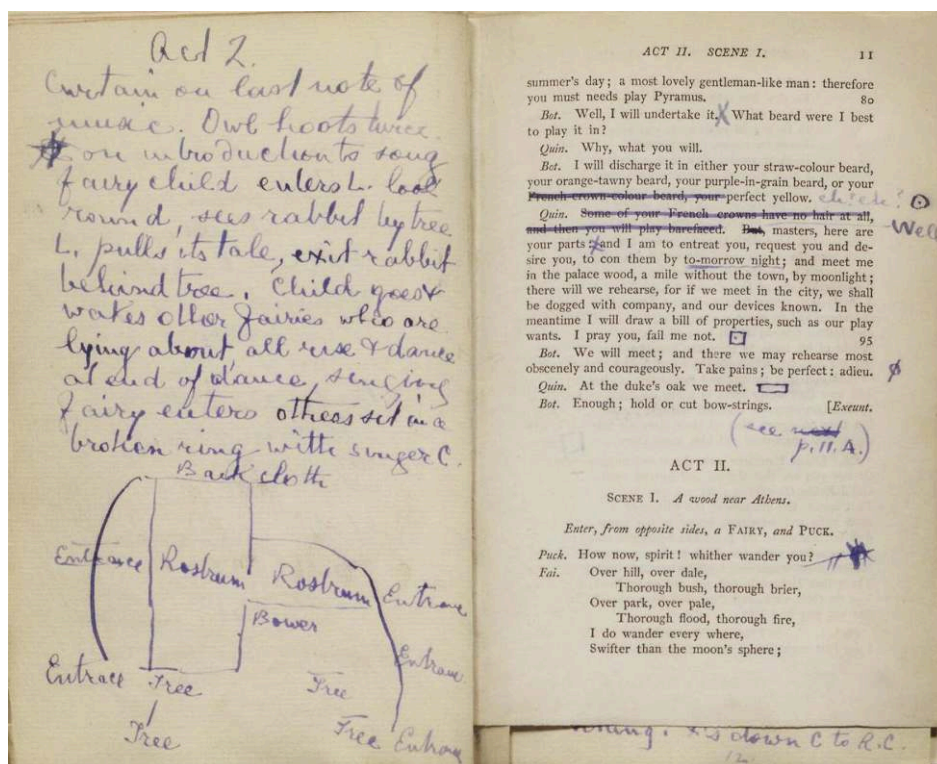 Act 2.
Curtain on last note of
music. Owl hoots twice.
on introduction to song
fairy child enters L. look
round, sees rabbit by tree
L. pulls its tale, exit rabbit
behind tree. Child goes &
wakes other fairies who are
lying about all rise & dance
at end of dance, singing
fairy enters others sit in a
broken ring with singer C.
Back cloth
Entrance Rostrum Rostrum Entrance
Bower
Entrance
Entrace Tree Tree
Tree Tree Entrance
ACT II. SCENE I. 11
summer's day; a most lovely gentleman-like man: therefore
you must needs play Pyramus. 80
Bot. Well, I will undertake it. What beard were I best
to play it in?
Quin. Why, what you will.
Bot. I will discharge it in either your straw-colour beard,
your orange-tawny beard, your purple-in-grain beard, or your
French-crown-colour beard, your perfect yellow. eh? eh?
Quin. Some of your French crowns have no hair at all,
and then you will play barefaced. But, masters, here are -Well
your parts: and I am to entreat you, request you and de-
sire you, to con them by to-morrow night; and meet me
in the palace wood, a mile without the town, by moonlight;
there will we rehearse, for if we meet in the city, we shall
be dogged with company, and our devices known. In the
meantime I will draw a bill of properties, such as our play
wants. I pray you, fail me not. 95
Bot. We will meet; and there we may rehearse most
obscenely and courageously. Take pains; be perfect: adieu.
Quin. At the duke's oak we meet.
Bot. Enough; hold or cut bow-strings. [Exeunt.
(see next
p. 11. A.)
ACT II.
SCENE I. A wood near Athens.
Enter, from opposite sides, a FAIRY, and PUCK.
Puck. How now, spirit! whither wander you?
Fai. Over hill, over dale,
Thorough bush, thorough brier,
Over park, over pale,
Thorough flood, thorough fire,
I do wander every where,
Swifter than the moon's sphere;
down C to R.C.